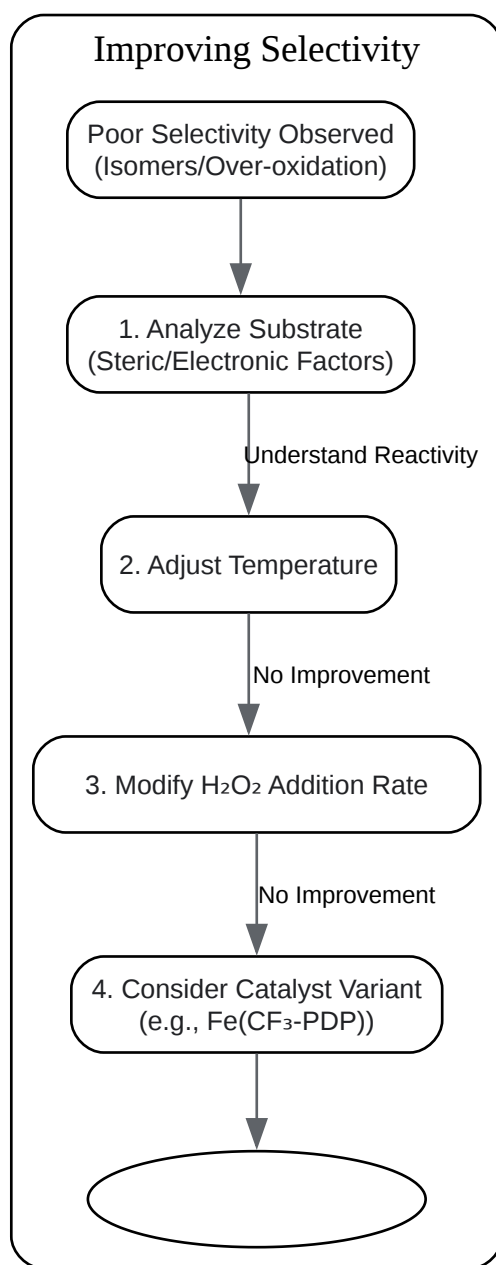 Improving Selectivity
Poor Selectivity Observed
(Isomers/Over-oxidation)
1. Analyze Substrate
(Steric/Electronic Factors)
Understand Reactivity
2. Adjust Temperature
No Improvement
3. Modify H₂O₂ Addition Rate
No Improvement
4. Consider Catalyst Variant
(e.g., Fe(CF₃-PDP))